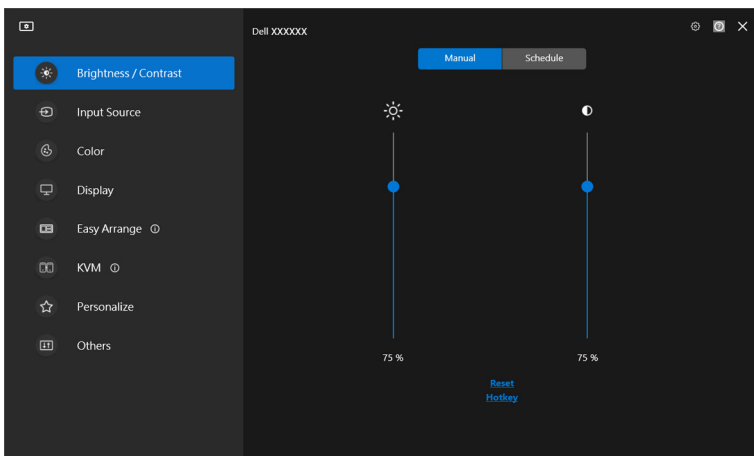 Dell XXXXXX
Manual
Schedule
Brightness / Contrast
Input Source
Color
Display
Easy Arrange
KVM
Personalize
Others
75 %
75 %
Reset
Hotkey